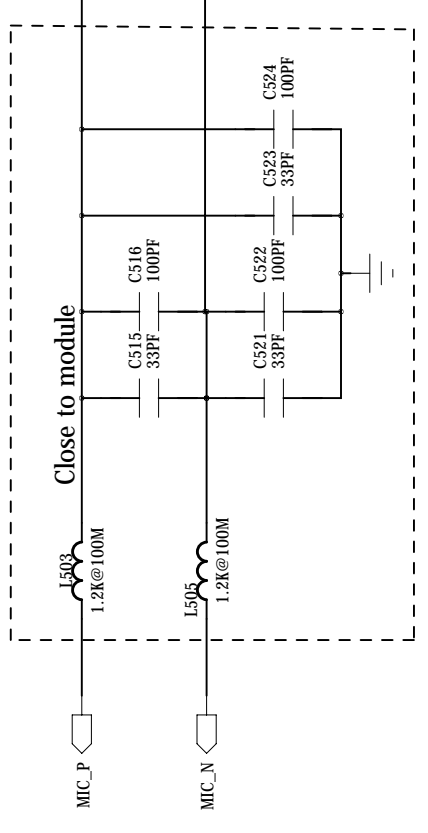 C524
100PF
C523
33PF
C516
100PF
C522
100PF
C515
33PF
C521
33PF
Close to module
L503
1.2K@100M
L505
1.2K@100M
MIC_P
MIC_N